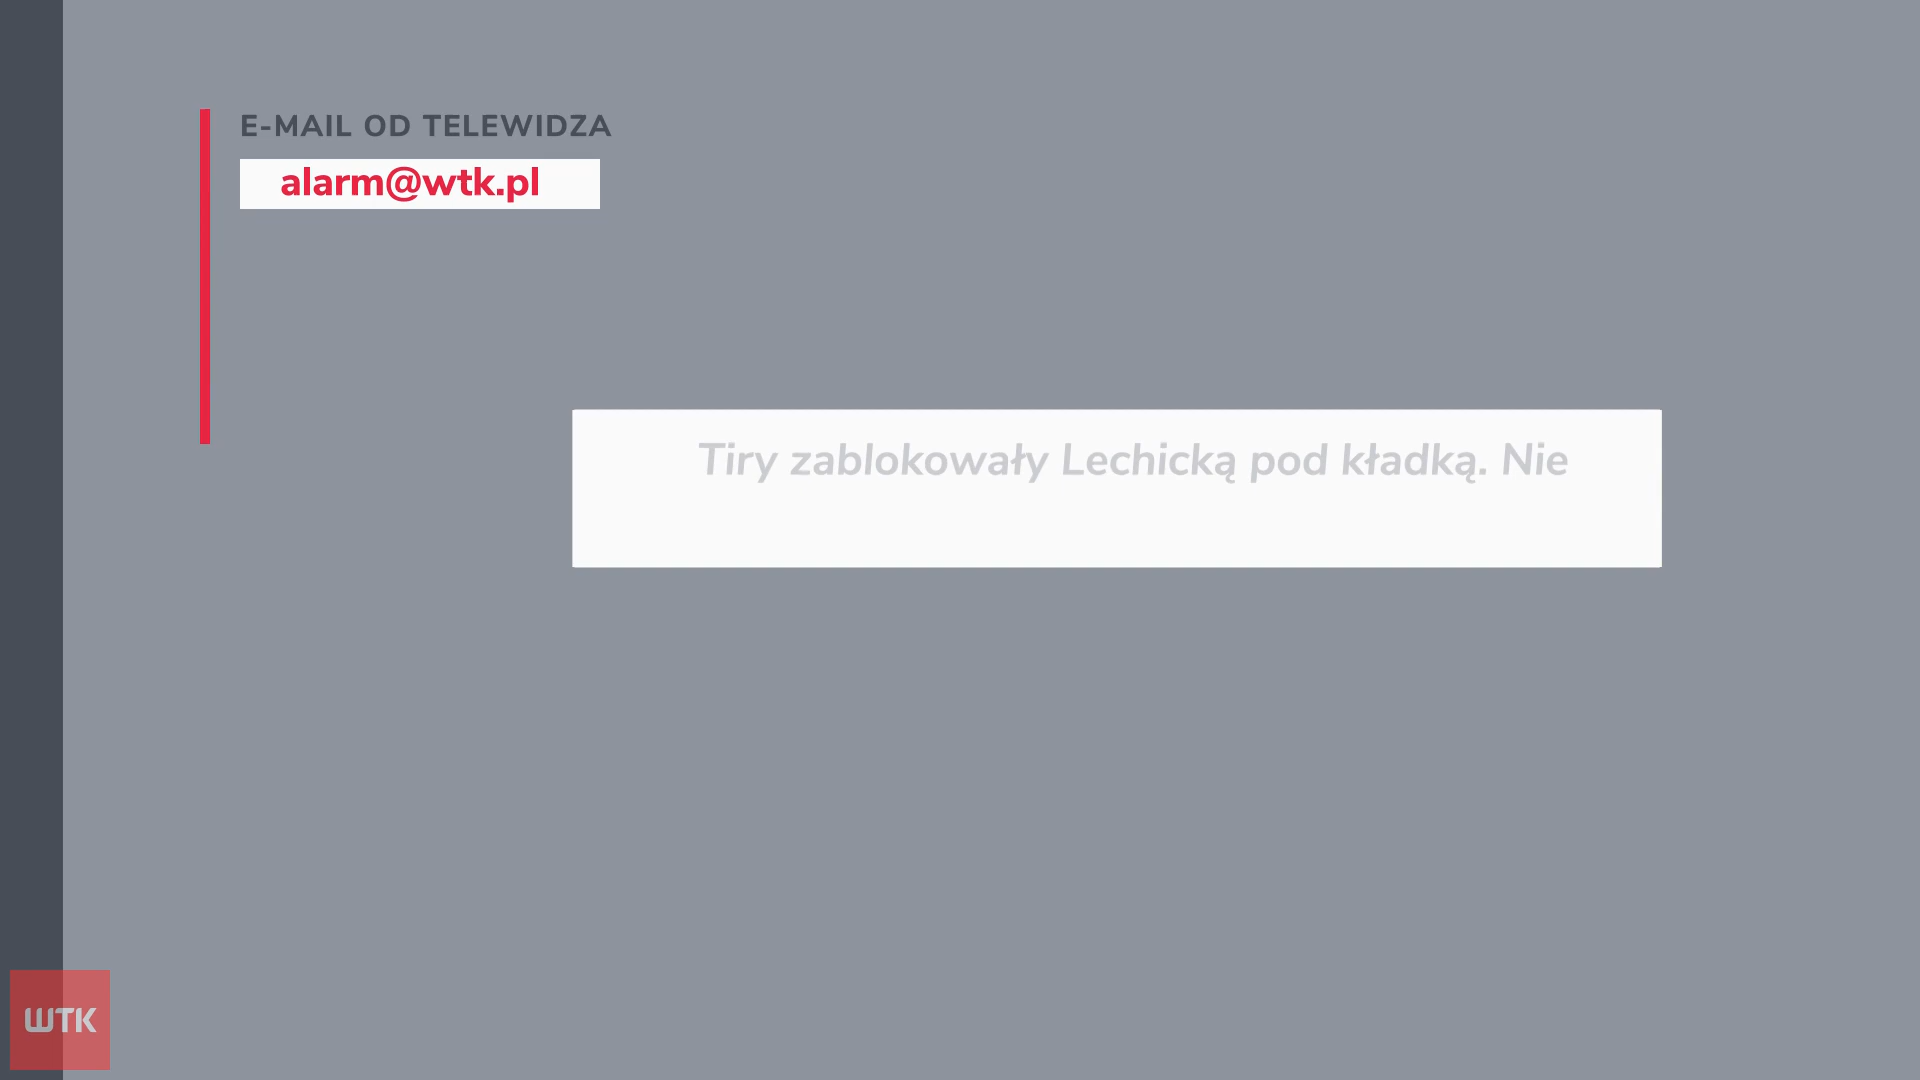 E-MAIL OD TELEWIDZA
alarm@wtk.pl
Tiry zablokowały Lechicką pod kładką. Nie
WTK